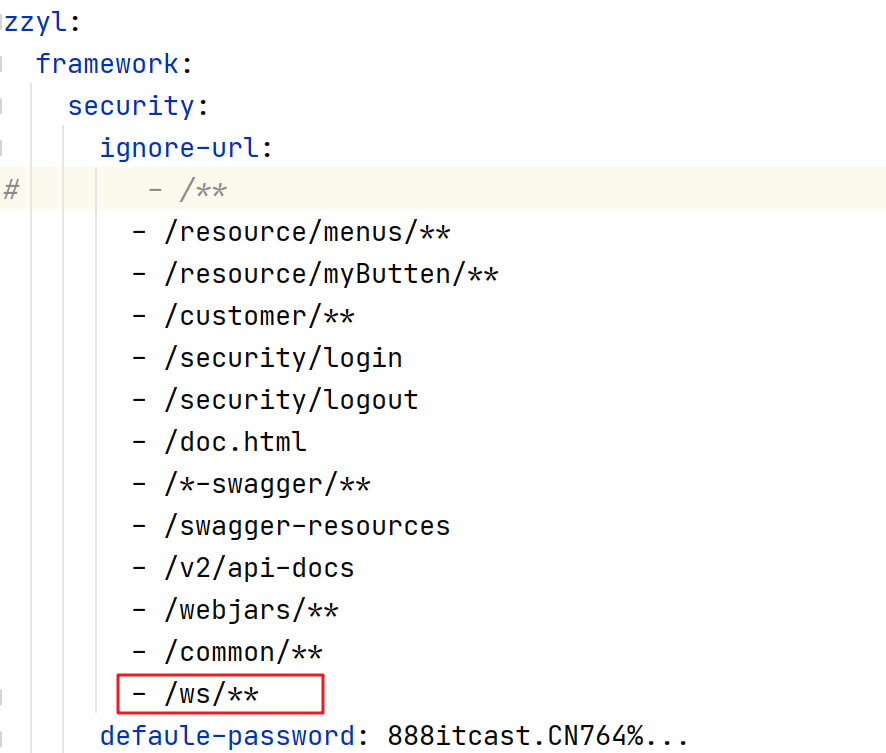 zzyl:
  framework:
    security:
      ignore-url:
#        - /**
        - /resource/menus/**
        - /resource/myButten/**
        - /customer/**
        - /security/login
        - /security/logout
        - /doc.html
        - /*-swagger/**
        - /swagger-resources
        - /v2/api-docs
        - /webjars/**
        - /common/**
        - /ws/**
      defaule-password: 888itcast.CN764%...